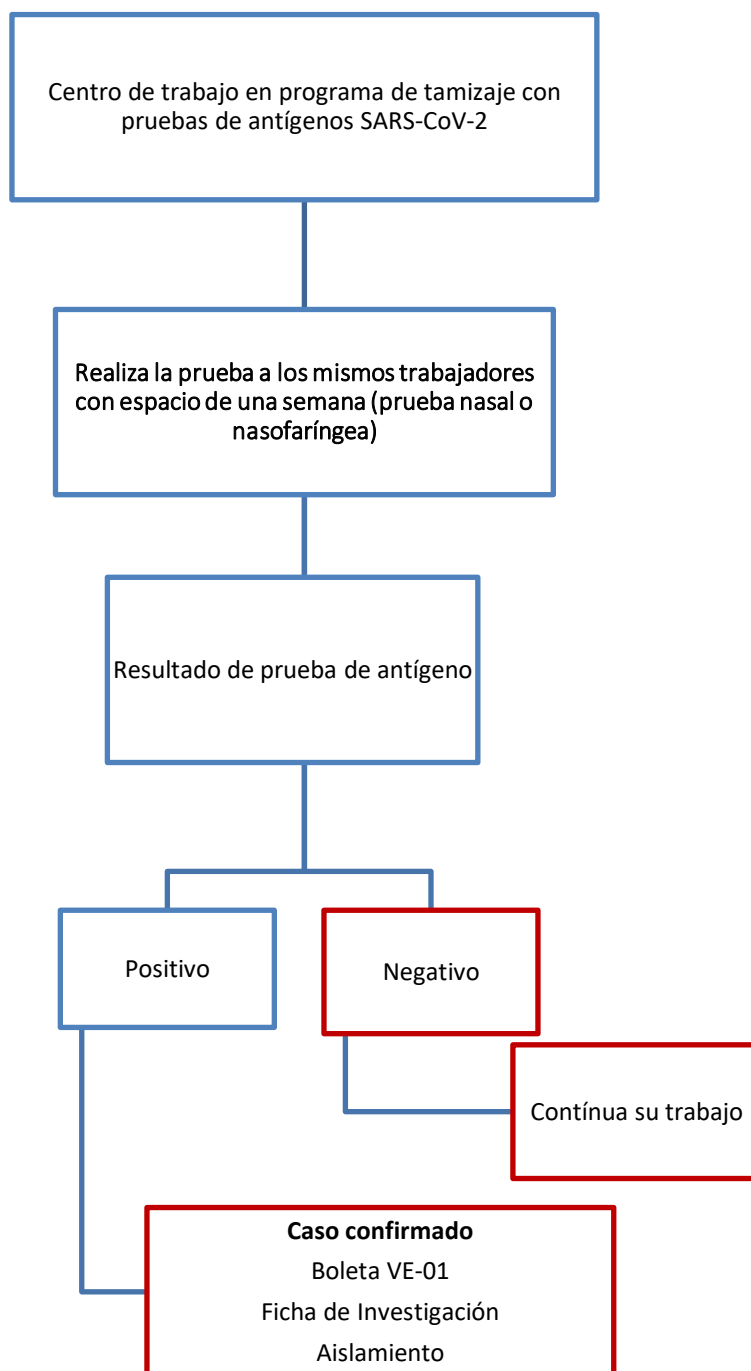 Centro de trabajo en programa de tamizaje con
pruebas de antígenos SARS-CoV-2
Realiza la prueba a los mismos trabajadores
con espacio de una semana (prueba nasal o
nasofaríngea)
Resultado de prueba de antígeno
Positivo
Negativo
Contínua su trabajo
Caso confirmado
Boleta VE-01
Ficha de Investigación
Aislamiento